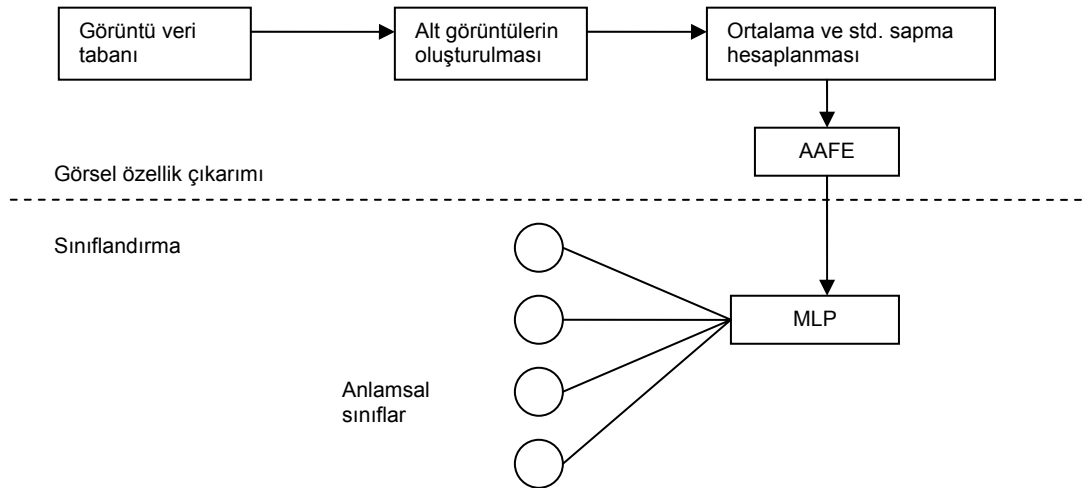 Görüntü veri
tabanı
Alt görüntülerin
oluşturulması
Ortalama ve std. sapma
hesaplanması
AAFE
Görsel özellik çıkarımı
Sınıflandırma
MLP
Anlamsal
sınıflar